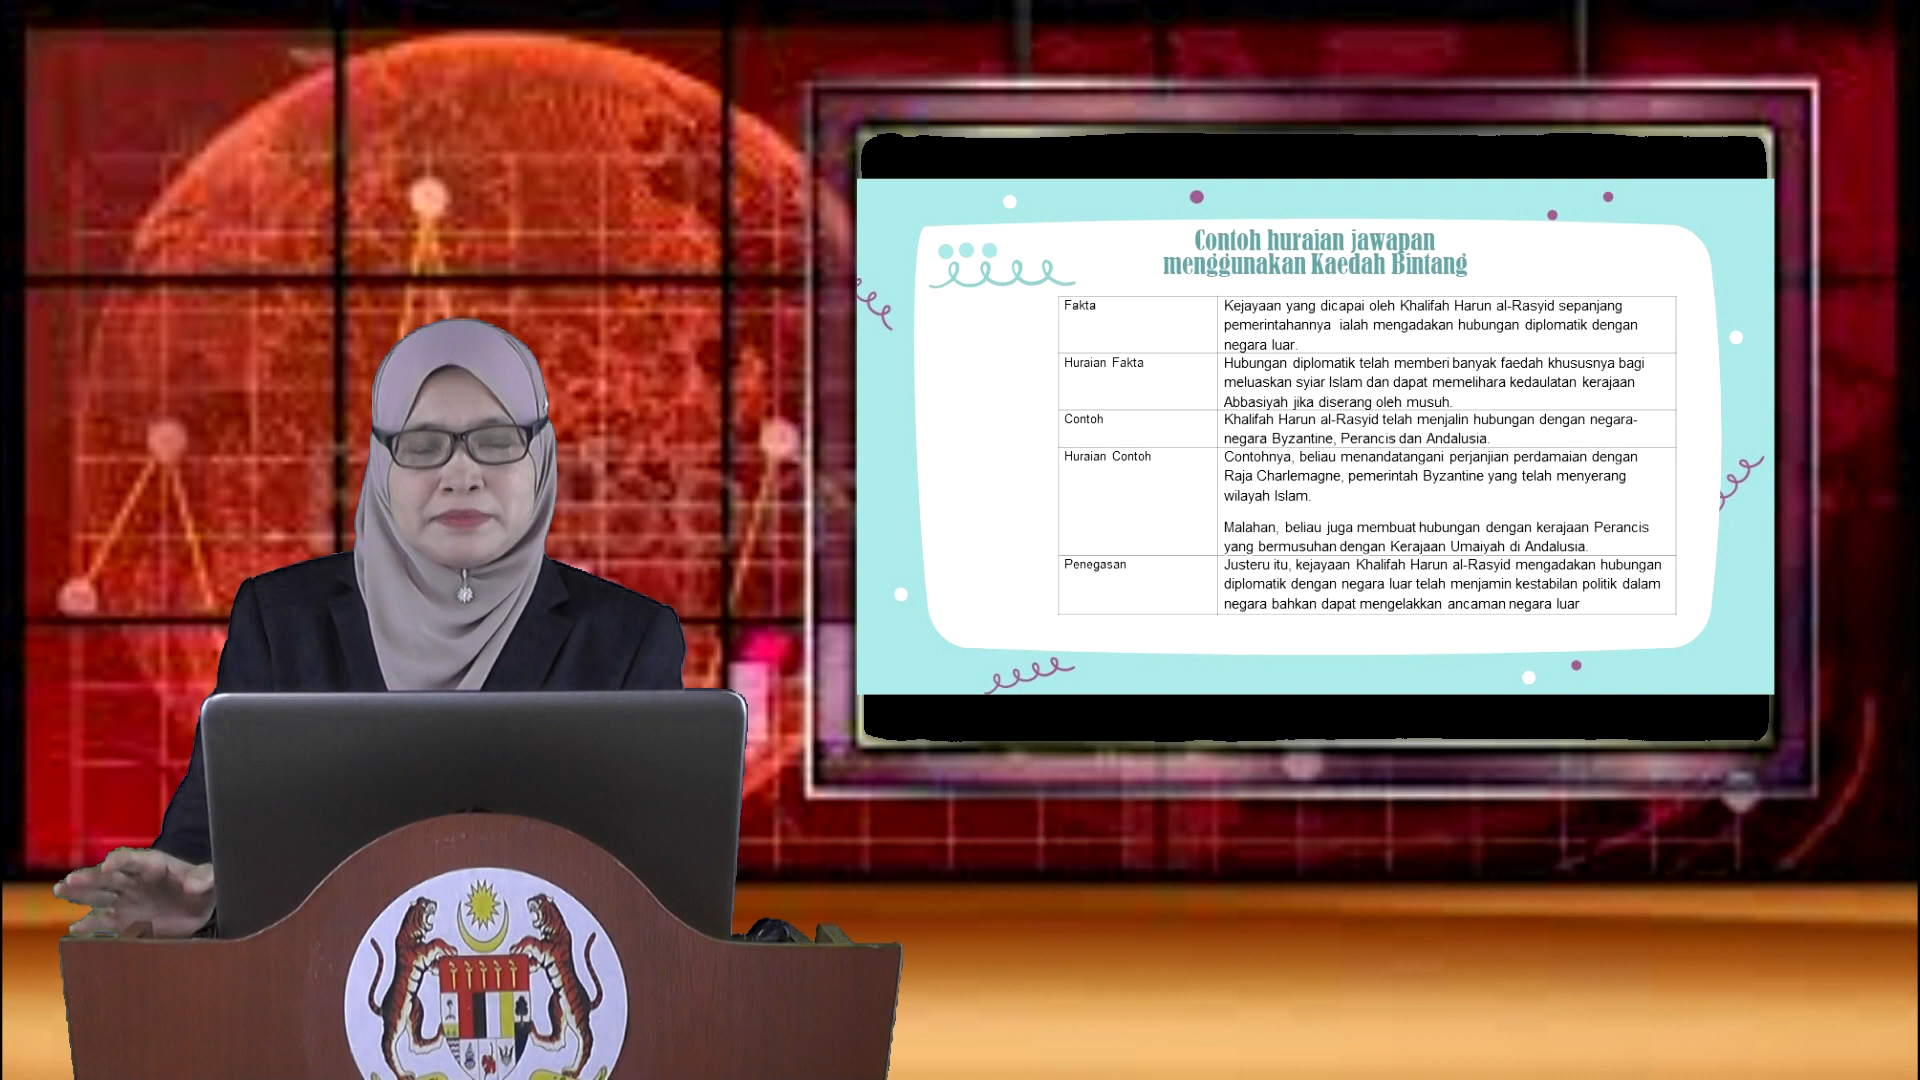 Contoh huraian jawapan
menggunakan Kaedah Bintang
Fakta
Kejayaan yang dicapai oleh Khalifah Harun al-Rasyid sepanjang
pemerintahannya ialah mengadakan hubungan diplomatik dengan
negara luar.
Huraian Fakta
Hubungan diplomatik telah memberi banyak faedah khususnya bagi
meluaskan syiar Islam dan dapat memelihara kedaulatan kerajaan
Abbasiyah jika diserang oleh musuh.
Contoh
Khalifah Harun al-Rasyid telah menjalin hubungan dengan negara-
negara Byzantine, Perancis dan Andalusia.
Huraian Contoh
Contohnya, beliau menandatangani perjanjian perdamaian dengan
Raja Charlemagne, pemerintah Byzantine yang telah menyerang
wilayah Islam.
Malahan, beliau juga membuat hubungan dengan kerajaan Perancis
yang bermusuhan dengan Kerajaan Umaiyah di Andalusia.
Penegasan
Justeru itu, kejayaan Khalifah Harun al-Rasyid mengadakan hubungan
diplomatik dengan negara luar telah menjamin kestabilan politik dalam
negara bahkan dapat mengelakkan ancaman negara luar